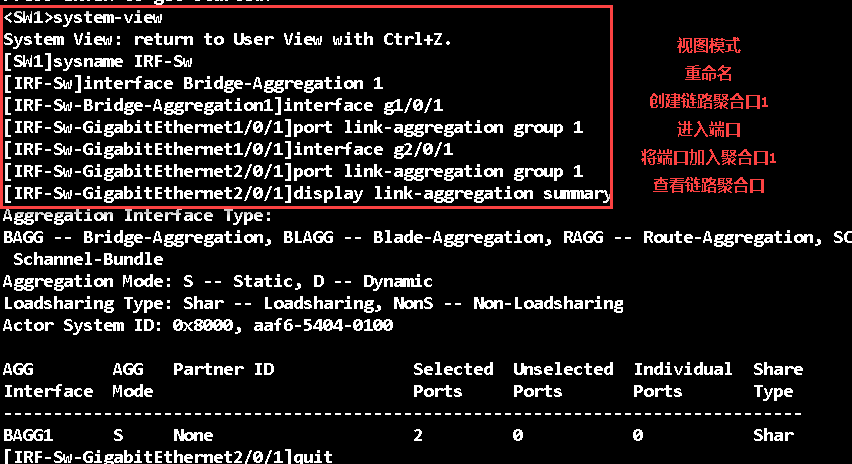 <SW1>system-view
System View: return to User View with Ctrl+Z.
[SW1]sysname IRF-Sw
[IRF-Sw]interface Bridge-Aggregation 1
[IRF-Sw-Bridge-Aggregation1]interface g1/0/1
[IRF-Sw-GigabitEthernet1/0/1]port link-aggregation group 1
[IRF-Sw-GigabitEthernet1/0/1]interface g2/0/1
[IRF-Sw-GigabitEthernet2/0/1]port link-aggregation group 1
[IRF-Sw-GigabitEthernet2/0/1]display link-aggregation summary
视图模式
重命名
创建链路聚合口1
进入端口
将端口加入聚合口1
查看链路聚合口
Aggregation Interface Type:
BAGG -- Bridge-Aggregation, BLAGG -- Blade-Aggregation, RAGG -- Route-Aggregation, SC
Schannel-Bundle
Aggregation Mode: S -- Static, D -- Dynamic
Loadsharing Type: Shar -- Loadsharing, NonS -- Non-Loadsharing
Actor System ID: 0x8000, aaf6-5404-0100
AGG AGG Partner ID Selected Unselected Individual Share
Interface Mode Ports Ports Ports Type
--------------------------------------------------------------------------------
BAGG1 S None 2 0 0 Shar
[IRF-Sw-GigabitEthernet2/0/1]quit